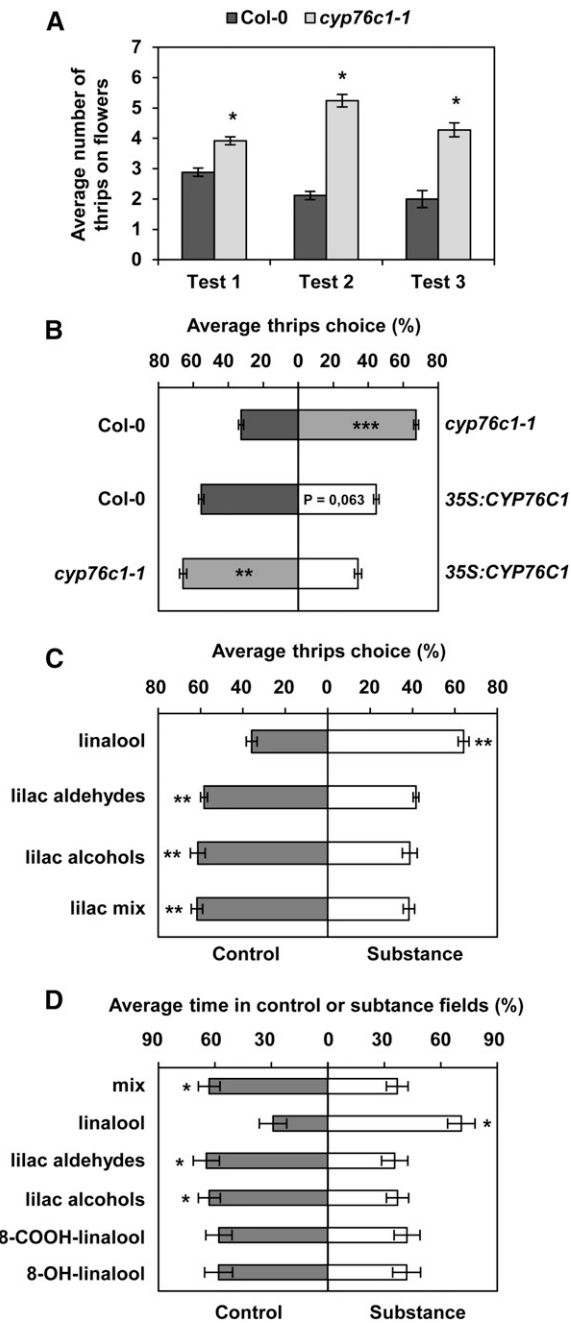 A
Col-0 cyp76c1-1
Average number of
thrips on flowers
7
6
5
4
3
2
1
0
*
*
*
Test 1 Test 2 Test 3
B
Average thrips choice (%)
80 60 40 20 0 20 40 60 80
Col-0 *** cyp76c1-1
Col-0 P = 0,063 35S:CYP76C1
cyp76c1-1 ** 35S:CYP76C1
C
Average thrips choice (%)
80 60 40 20 0 20 40 60 80
linalool **
lilac aldehydes **
lilac alcohols **
lilac mix **
Control Substance
D
Average time in control or subtance fields (%)
90 60 30 0 30 60 90
mix *
linalool *
lilac aldehydes *
lilac alcohols *
8-COOH-linalool
8-OH-linalool
Control Substance